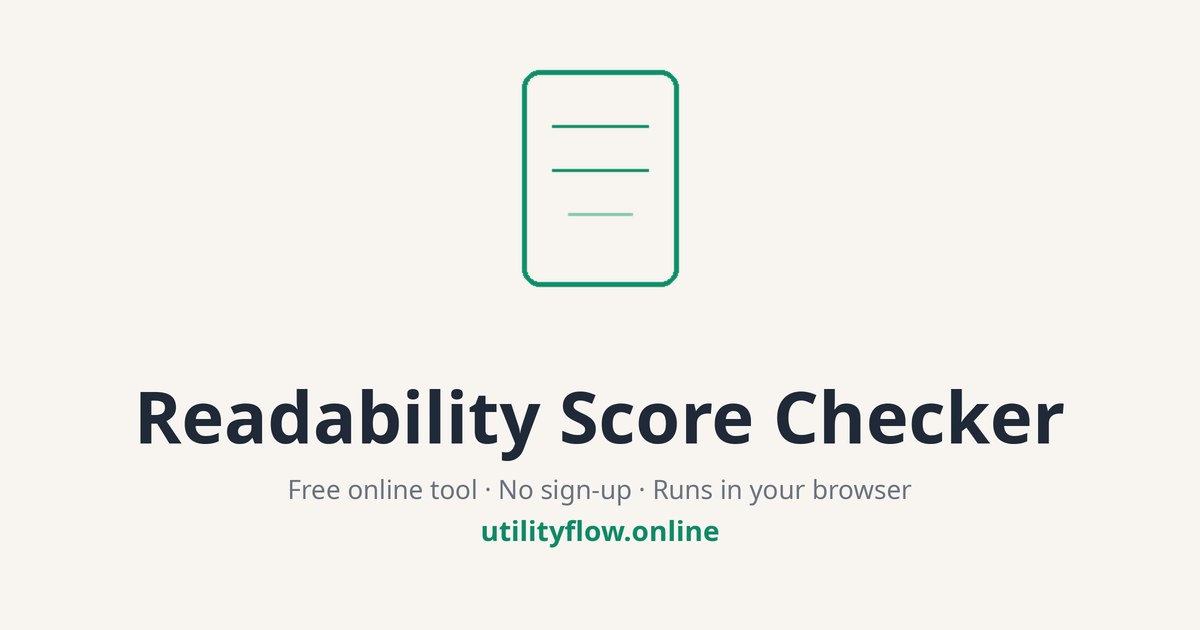 Readability Score Checker
Free online tool · No sign-up · Runs in your browser
utilityflow.online